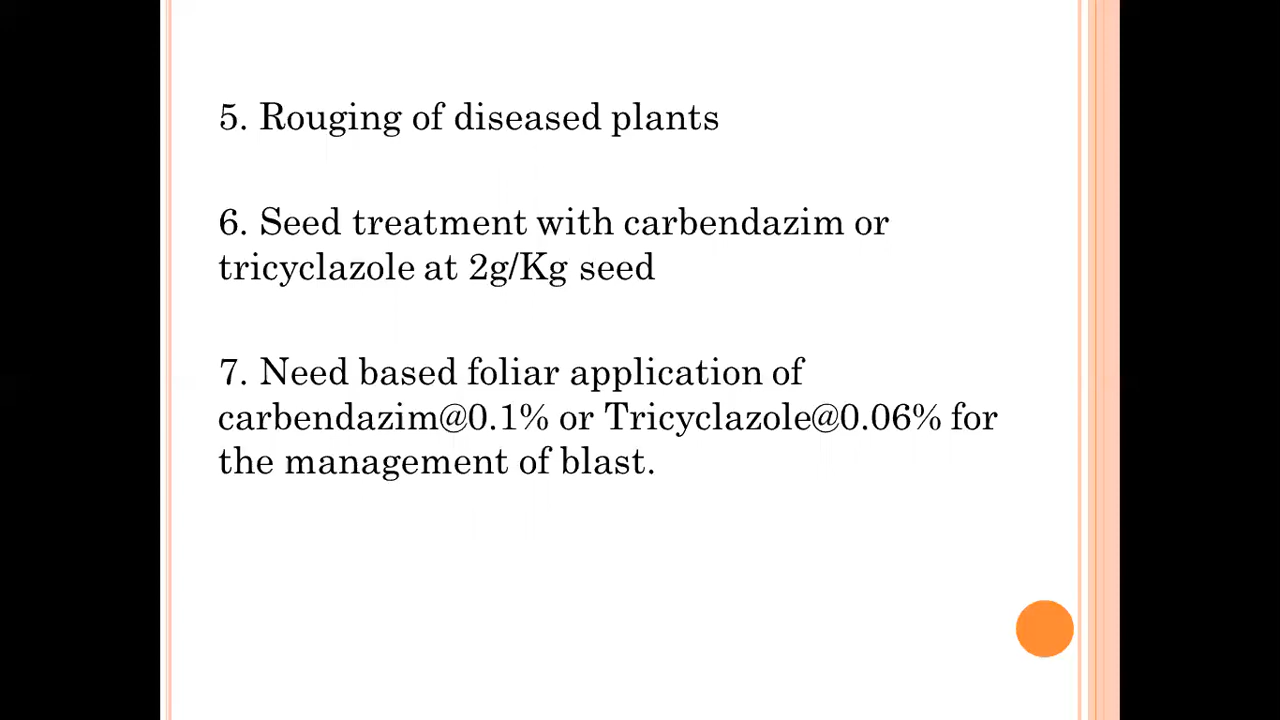 5. Rouging of diseased plants
6. Seed treatment with carbendazim or
tricyclazole at 2g/Kg seed
7. Need based foliar application of
carbendazim@0.1% or Tricyclazole@0.06% for
the management of blast.